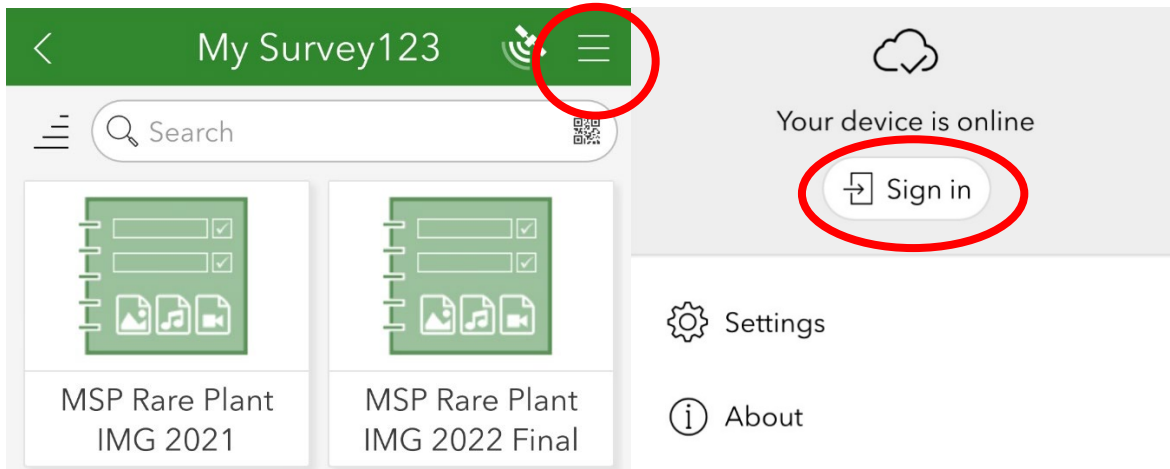 My Survey123
Search
MSP Rare Plant
IMG 2021
MSP Rare Plant
IMG 2022 Final
Your device is online
Sign in
Settings
About